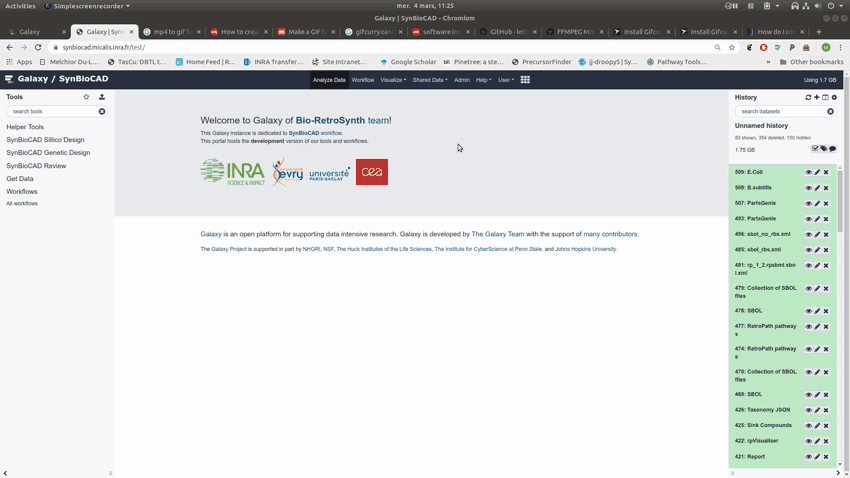 Activities
Simplescreenrecorder
mer. 4 mars, 11:25
Galaxy | SynBioCAD - Chromium
Galaxy
Galaxy | Syn
mp4 to gif
How to crea
Make a GIF
gifcurry can
software in
GitHub - let
FFMPEG
Install Gifcu
Install Gifcu
How do I co
synbiocad.micalis.inra.fr/test/
Apps
Melchior Du-L...
TasCu: DBTL t...
Home Feed | R...
INRA Transfer...
Site Intranet...
Google Scholar
Pinetree: a ste...
PrecursorFinder
jj-droopy5 | Sy...
Pathway Tools...
Galaxy / SynBioCAD
Analyze Data
Workflow
Visualize
Shared Data
Admin
Help
User
Using 1.7 GB
Tools
search tools
Helper Tools
SynBioCAD Sillico Design
SynBioCAD Genetic Design
SynBioCAD Review
Get Data
Workflows
All workflows
Welcome to Galaxy of Bio-RetroSynth team!
This Galaxy instance is dedicated to SynBioCAD workflow.
This portal hosts the development version of our tools and workflows.
INRA
SCIENCE & IMPACT
evry
université
PARIS-SACLAY
cea
Galaxy is an open platform for supporting data intensive research. Galaxy is developed by The Galaxy Team with the support of many contributors.
The Galaxy Project is supported in part by NHGRI, NSF, The Huck Institutes of the Life Sciences, The Institute for CyberScience at Penn State, and Johns Hopkins University.
History
search datasets
Unnamed history
83 shown, 354 deleted, 150 hidden
1.75 GB
509: E.Coli
508: B.subtilis
507: PartsGenie
493: PartsGenie
486: sbol_no_rbs.xml
485: sbol_rbs.xml
481: rp_1_2.rpsbml.sbo
l.xml
479: Collection of SBOL
files
478: SBOL
477: RetroPath pathway
s
474: RetroPath pathway
s
470: Collection of SBOL
files
468: SBOL
426: Taxonomy JSON
425: Sink Compounds
422: rpVisualiser
421: Report